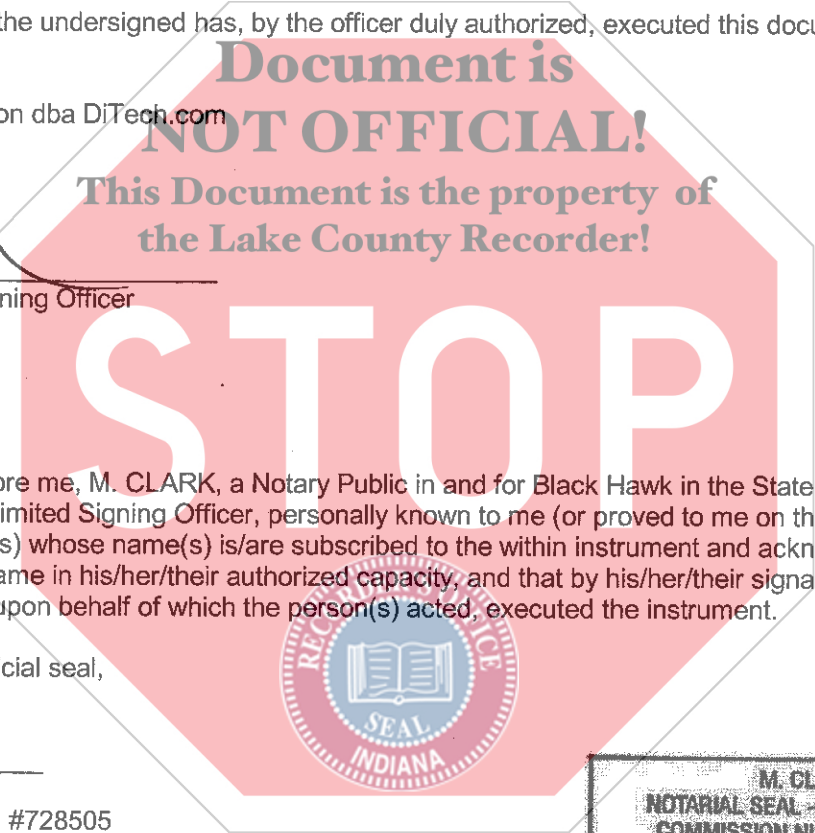 the undersigned has, by the officer duly authorized, executed this docu
Document is
on dba DiTech.com
NOT OFFICIAL!
This Document is the property of
the Lake County Recorder!
ning Officer
STOP
ore me, M. CLARK, a Notary Public in and for Black Hawk in the State
imited Signing Officer, personally known to me (or proved to me on th
s) whose name(s) is/are subscribed to the within instrument and ackn
ame in his/her/their authorized capacity, and that by his/her/their signa
upon behalf of which the person(s) acted, executed the instrument.
RECORDER'S OFFICE
cial seal,
SEAL
INDIANA
M. CL
NOTARIAL SEAL -
#728505
COMMISSION NU